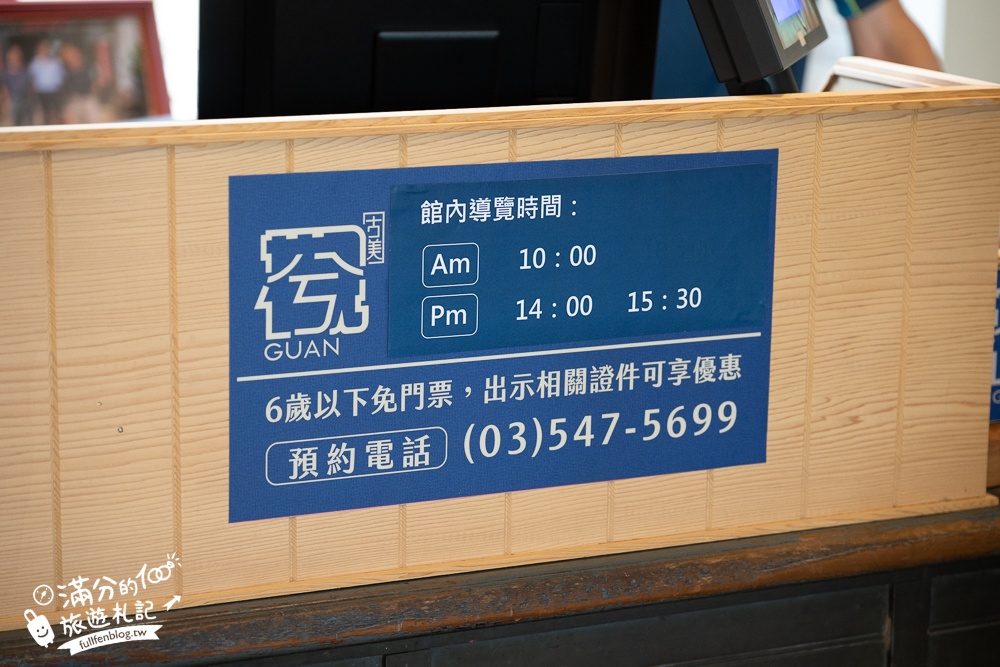 館內導覽時間：
Am 10：00
Pm 14：00 15：30
古美
GUAN
6歲以下免門票，出示相關證件可享優惠
預約電話 (03)547-5699
滿分的
旅遊札記
fullfenblog.tw